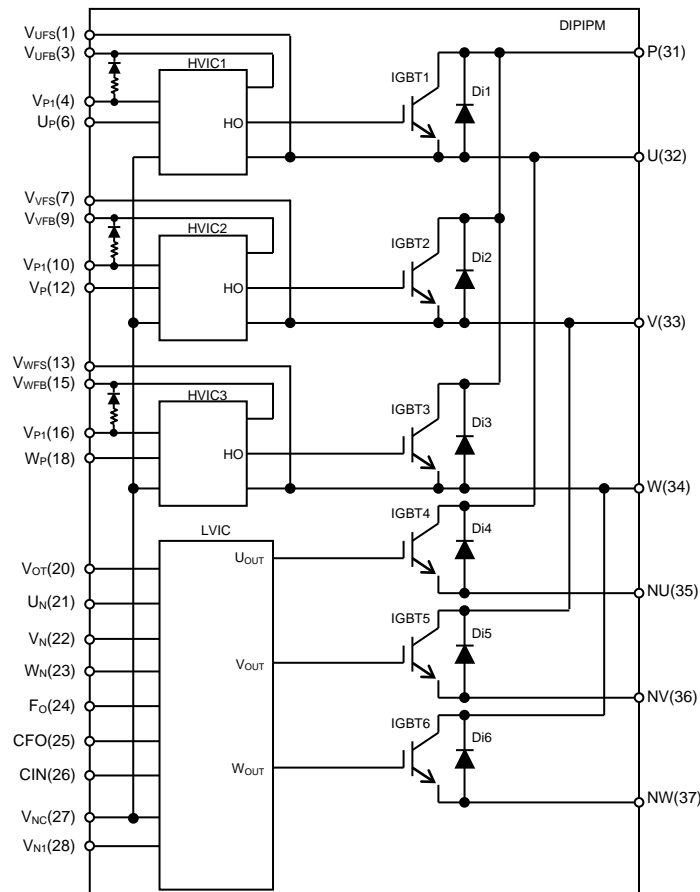 DIPIPM
VUFS(1)
VUFB(3)
HVIC1
VP1(4)
UP(6)
HO
IGBT1
Di1
P(31)
U(32)
VVFS(7)
VVFB(9)
HVIC2
VP1(10)
VP(12)
HO
IGBT2
Di2
V(33)
VWFS(13)
VWFB(15)
HVIC3
VP1(16)
WP(18)
HO
IGBT3
Di3
W(34)
LVIC
VOT(20)
UN(21)
VN(22)
WN(23)
FO(24)
CFO(25)
CIN(26)
VNC(27)
VN1(28)
UOUT
VOUT
WOUT
IGBT4
Di4
NU(35)
IGBT5
Di5
NV(36)
IGBT6
Di6
NW(37)